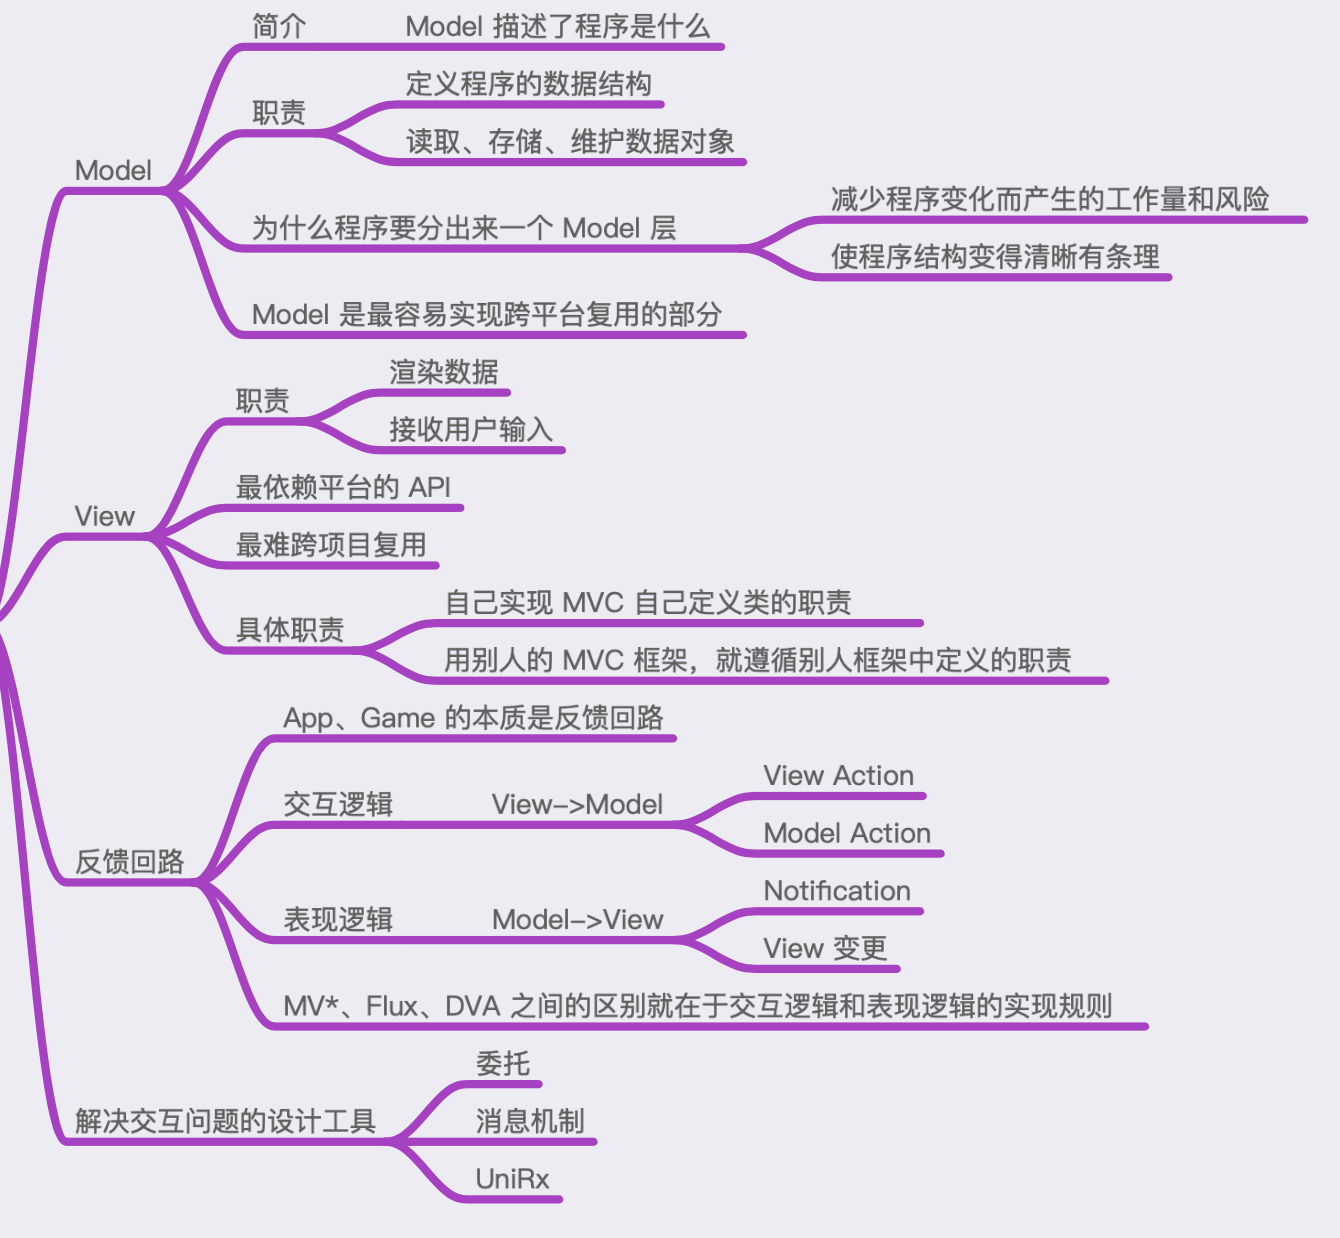 简介
Model 描述了程序是什么
定义程序的数据结构
职责
读取、存储、维护数据对象
Model
减少程序变化而产生的工作量和风险
为什么程序要分出来一个 Model 层
使程序结构变得清晰有条理
Model 是最容易实现跨平台复用的部分
渲染数据
职责
接收用户输入
最依赖平台的 API
View
最难跨项目复用
自己实现 MVC 自己定义类的职责
具体职责
用别人的 MVC 框架，就遵循别人框架中定义的职责
App、Game 的本质是反馈回路
View Action
交互逻辑
View->Model
Model Action
反馈回路
Notification
表现逻辑
Model->View
View 变更
MV*、Flux、DVA 之间的区别就在于交互逻辑和表现逻辑的实现规则
委托
解决交互问题的设计工具
消息机制
UniRx